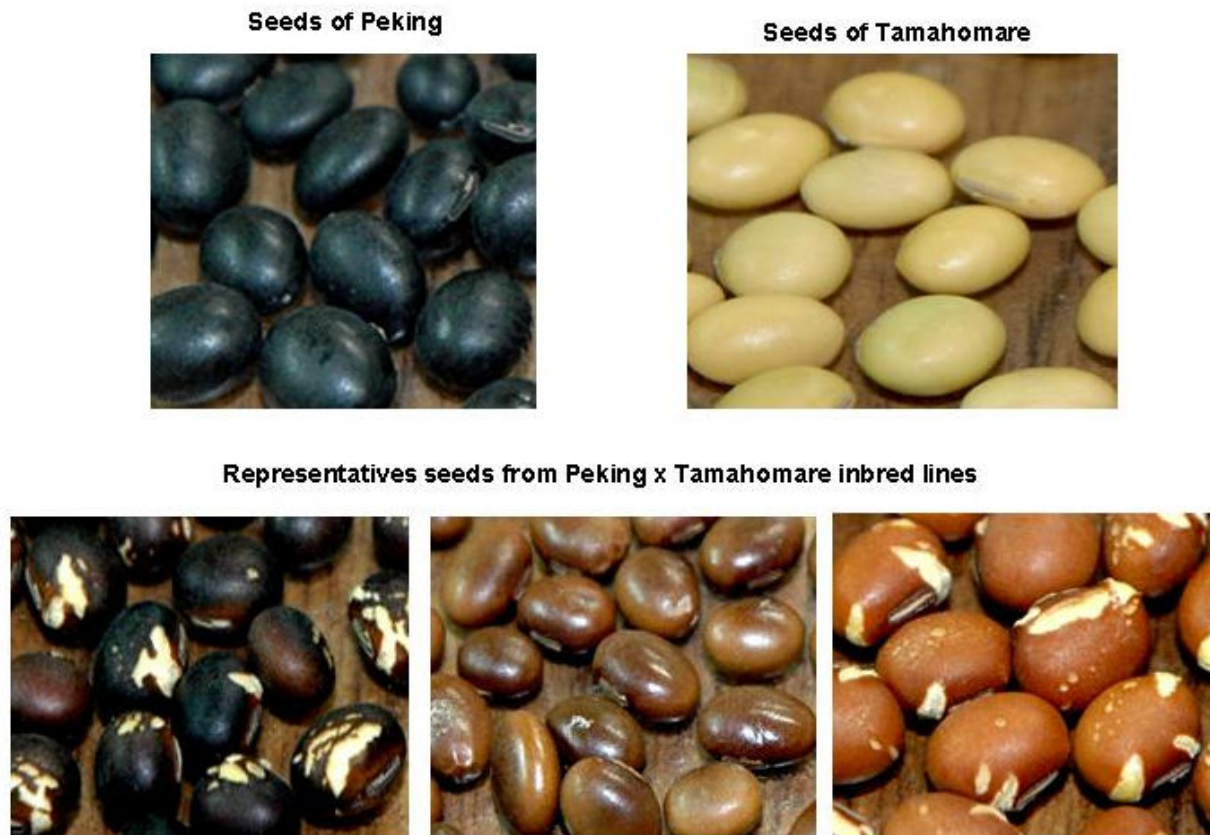 Seeds of Peking
Seeds of Tamahomare
Representatives seeds from Peking x Tamahomare inbred lines